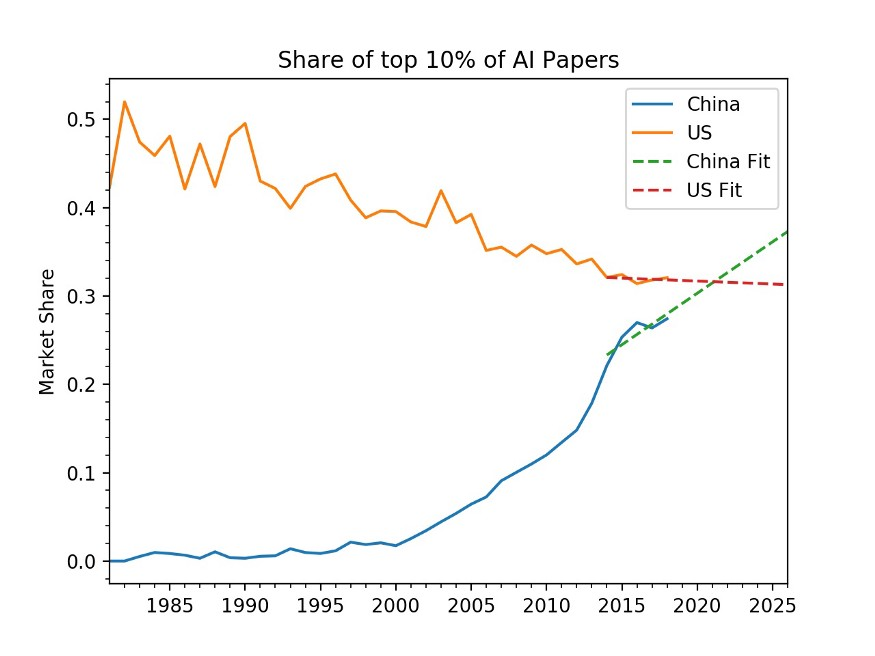 Share of top 10% of AI Papers
Market Share
0.5
0.4
0.3
0.2
0.1
0.0
China
US
China Fit
US Fit
1985 1990 1995 2000 2005 2010 2015 2020 2025